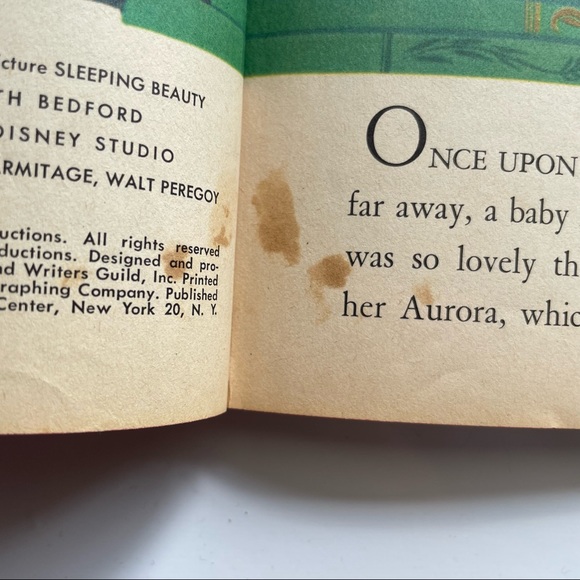 cture SLEEPING BEAUTY
TH BEDFORD
DISNEY STUDIO
RMITAGE, WALT PEREGOY
uctions. All rights reserved
ductions. Designed and pro-
nd Writers Guild, Inc. Printed
raphing Company. Published
Center, New York 20, N. Y.
ONCE UPON
far away, a baby
was so lovely th
her Aurora, whic